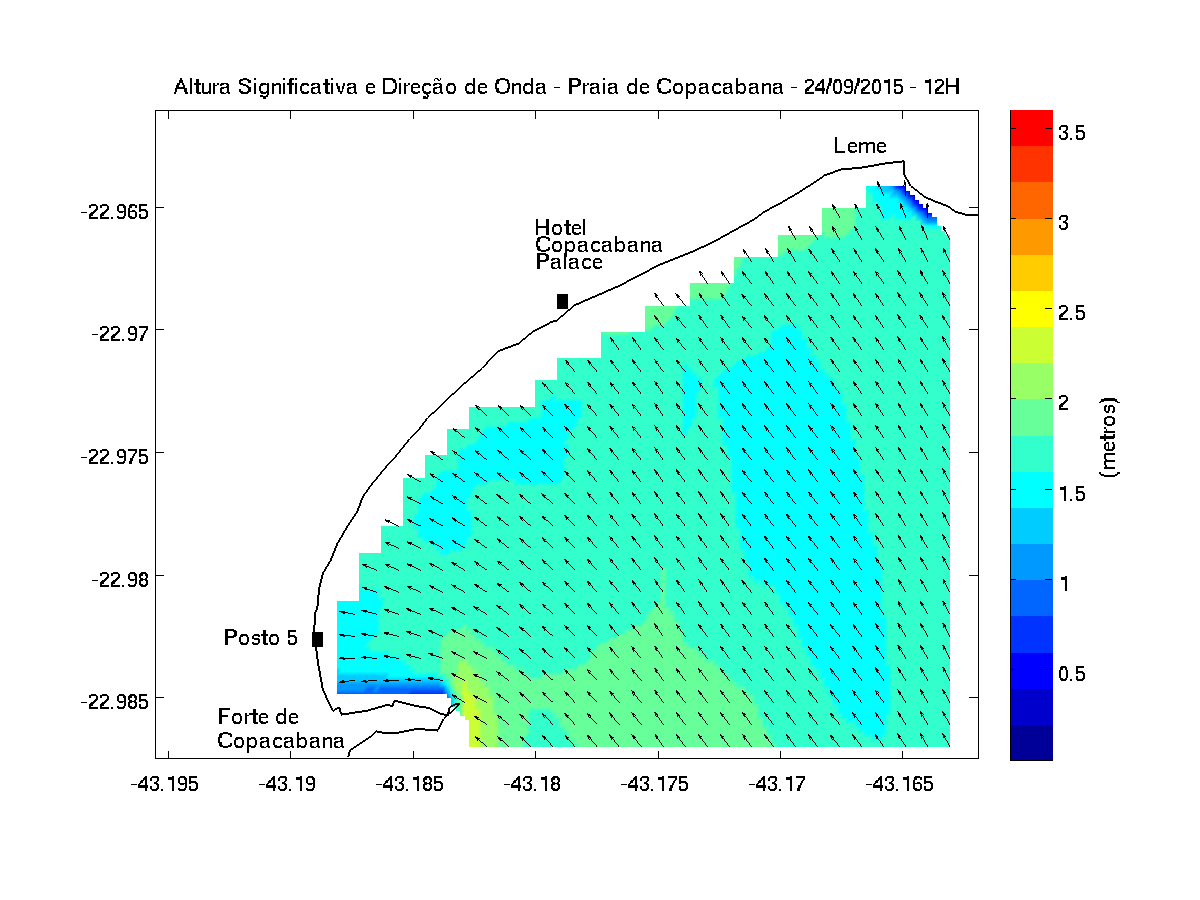 Altura Significativa e Direção de Onda - Praia de Copacabana - 24/09/2015 - 12H
Leme
Hotel
Copacabana
Palace
Posto 5
Forte de
Copacabana
-22.965
-22.97
-22.975
-22.98
-22.985
-43.195
-43.19
-43.185
-43.18
-43.175
-43.17
-43.165
3.5
3
2.5
2
1.5
1
0.5
(metros)